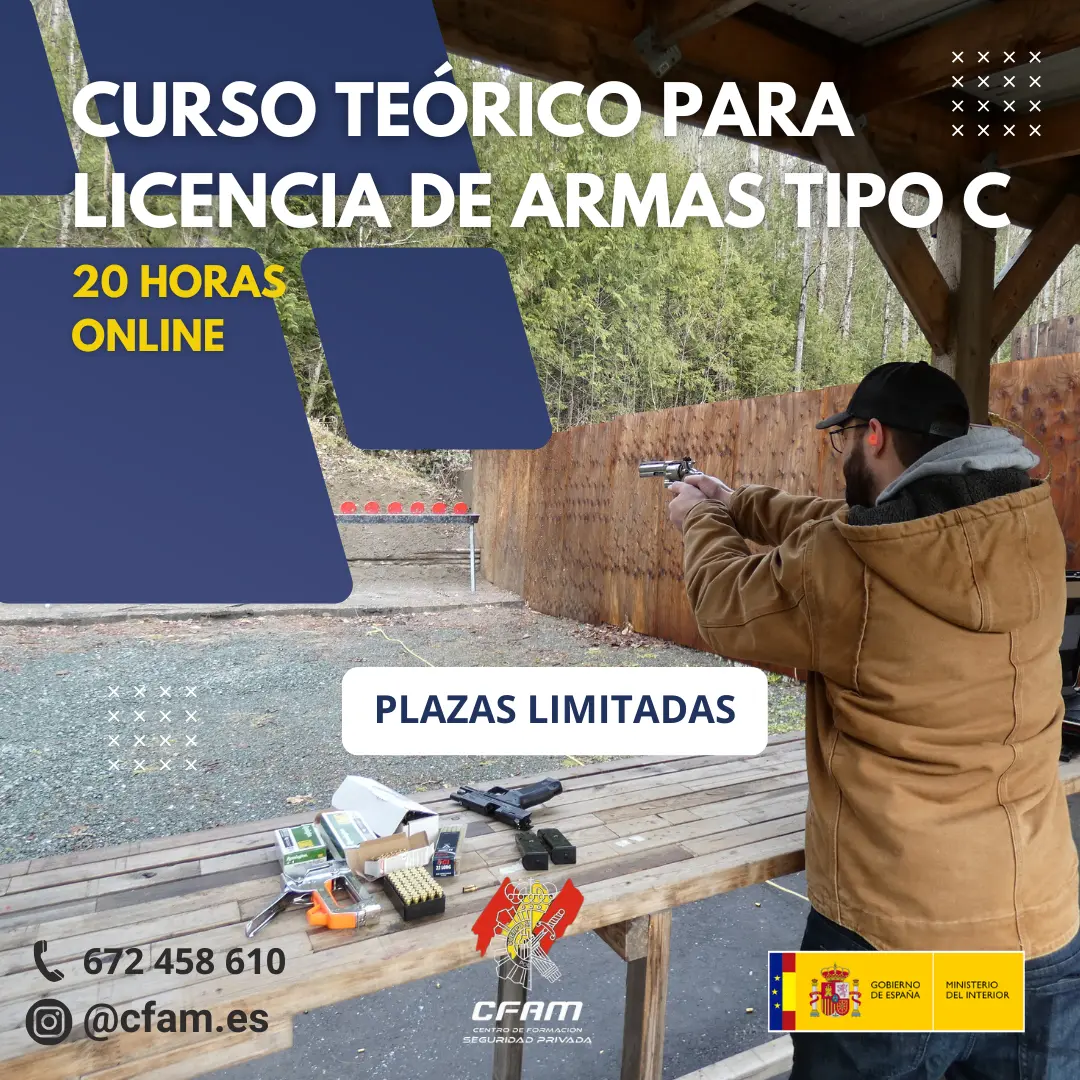 CURSO TEÓRICO PARA
LICENCIA DE ARMAS TIPO C
20 HORAS
ONLINE
PLAZAS LIMITADAS
672 458 610
@cfam.es
CFAM
CENTRO DE FORMACION
SEGURIDAD PRIVADA
GOBIERNO
DE ESPAÑA
MINISTERIO
DEL INTERIOR